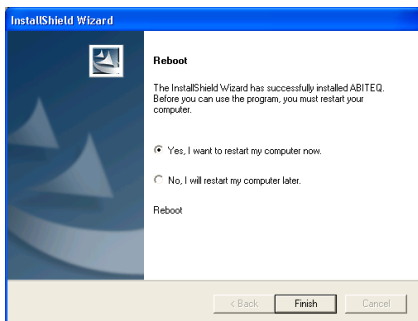 InstallShield Wizard
Reboot
The InstallShield Wizard has successfully installed ABITEQ.
Before you can use the program, you must restart your
computer.
Yes, I want to restart my computer now.
No, I will restart my computer later.
Reboot
< Back Finish Cancel